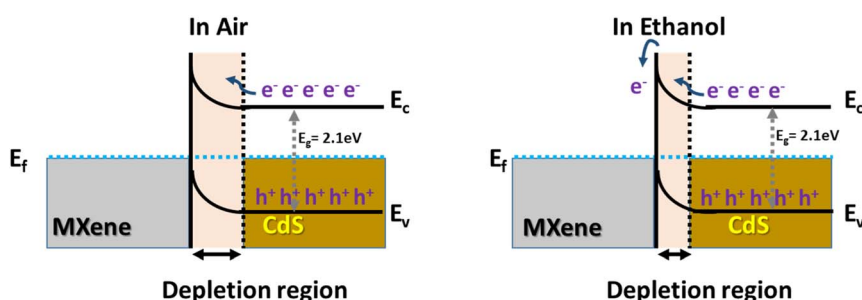 In Air
e⁻ e⁻ e⁻ e⁻ e⁻
E_c
E_g= 2.1eV
E_f
h⁺ h⁺ h⁺ h⁺ h⁺
MXene
CdS
E_v
Depletion region
In Ethanol
e⁻
e⁻ e⁻ e⁻ e⁻
E_c
E_g= 2.1eV
E_f
h⁺ h⁺ h⁺ h⁺ h⁺
MXene
CdS
E_v
Depletion region